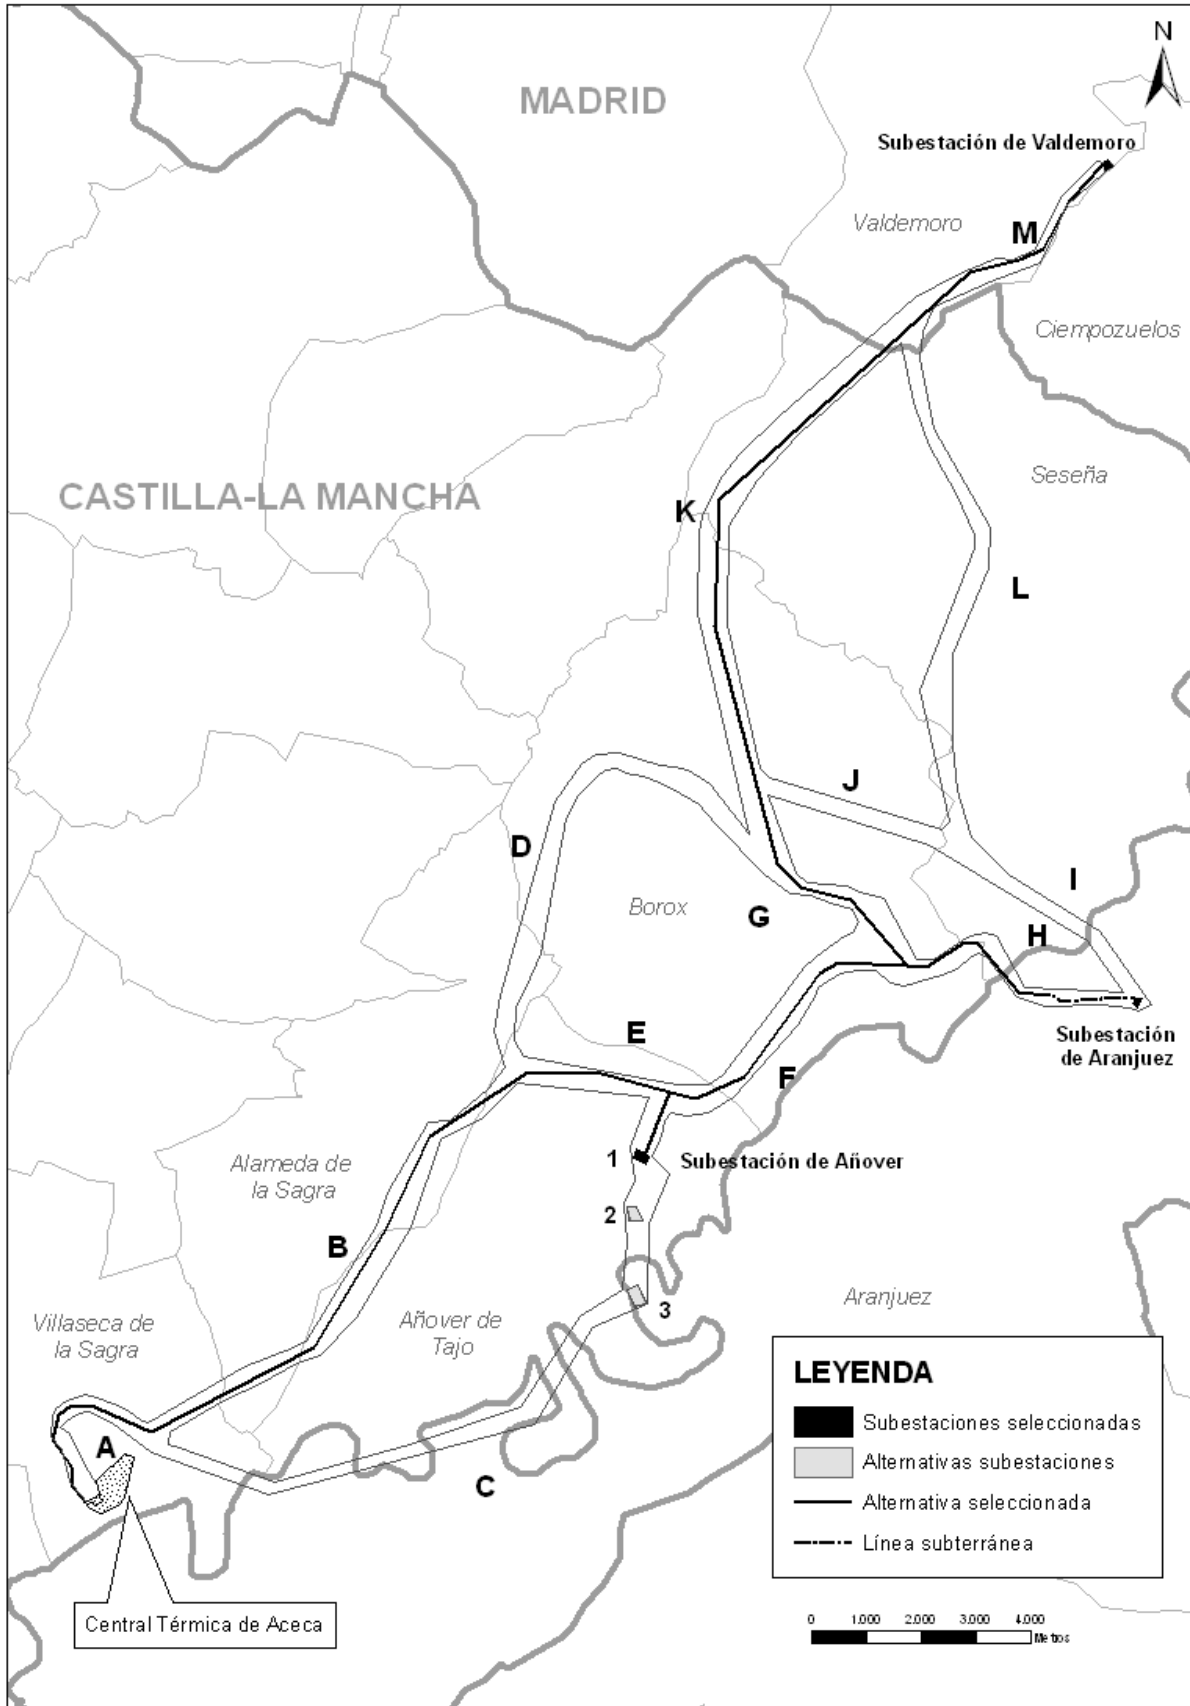 N
MADRID
Subestación de Valdemoro
Valdemoro
M
Ciempozuelos
Seseña
CASTILLA-LA MANCHA
K
L
J
D
I
Borox
G
H
E
Subestación
de Aranjuez
F
1
Subestación de Añover
Alameda de
la Sagra
2
B
Aranjuez
3
Villaseca de
la Sagra
Añover de
Tajo
A
C
LEYENDA
Subestaciones seleccionadas
Alternativas subestaciones
Alternativa seleccionada
Línea subterránea
Central Térmica de Aceca
0 1.000 2.000 3.000 4.000
Metros